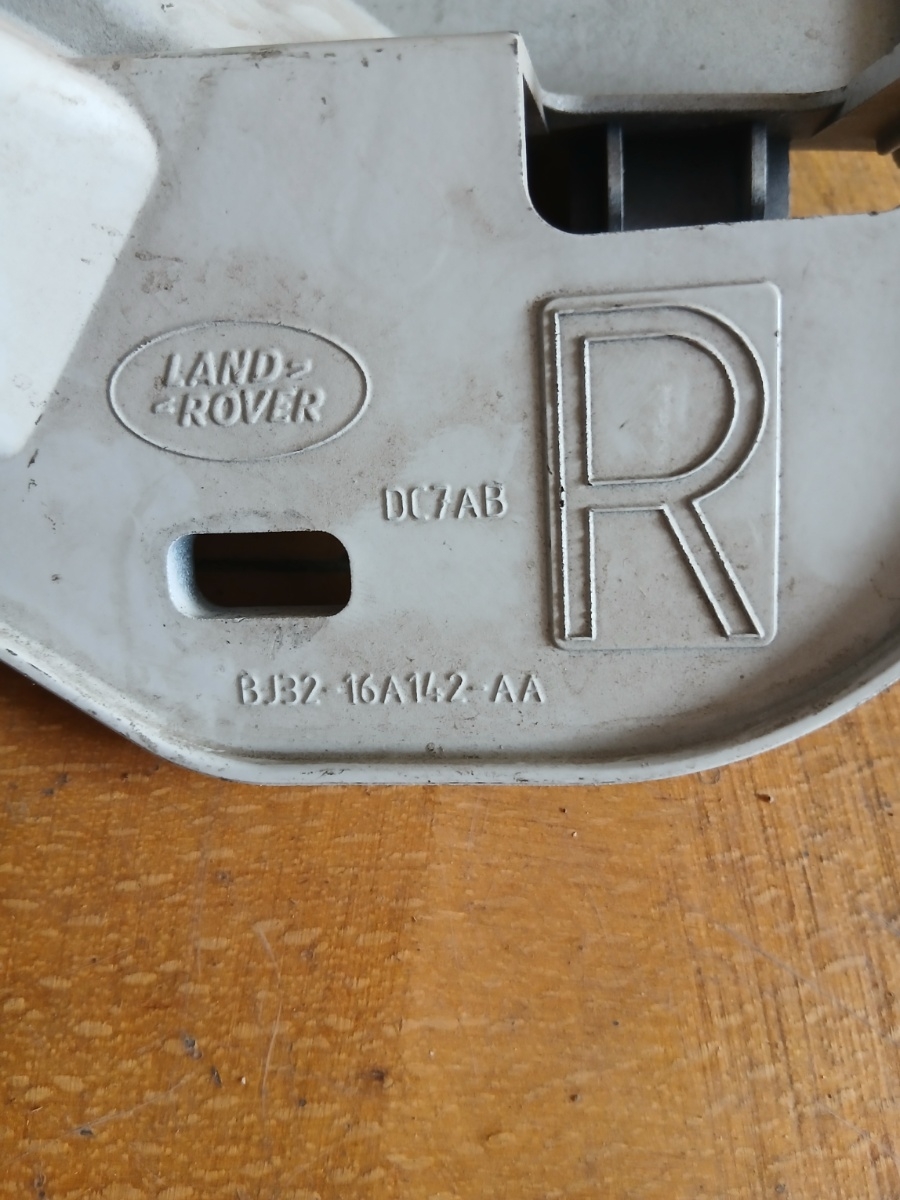 LAND
ROVER
R
DC7AB
BJ32-16A142-AA